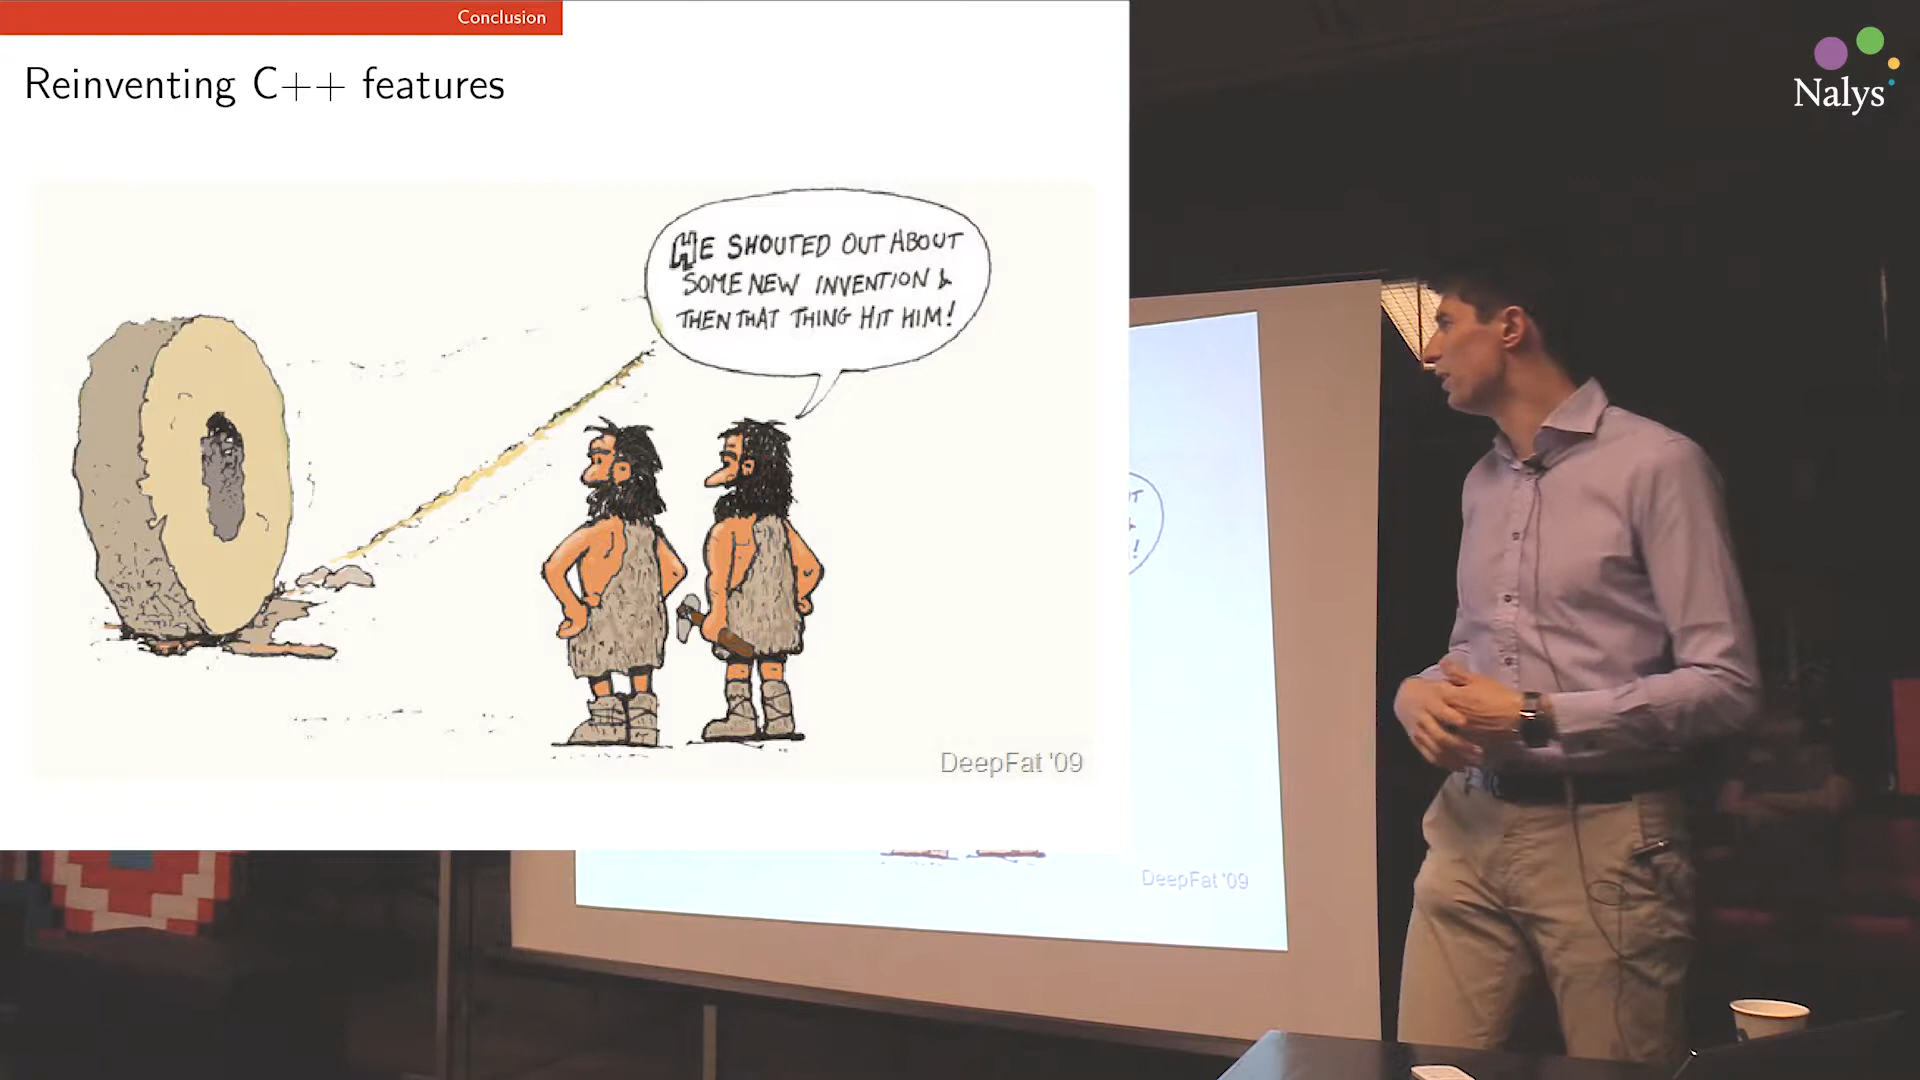 Conclusion
Reinventing C++ features
HE SHOUTED OUT ABOUT
SOME NEW INVENTION &
THEN THAT THING HIT HIM!
DeepFat '09
Nalys
DeepFat '09